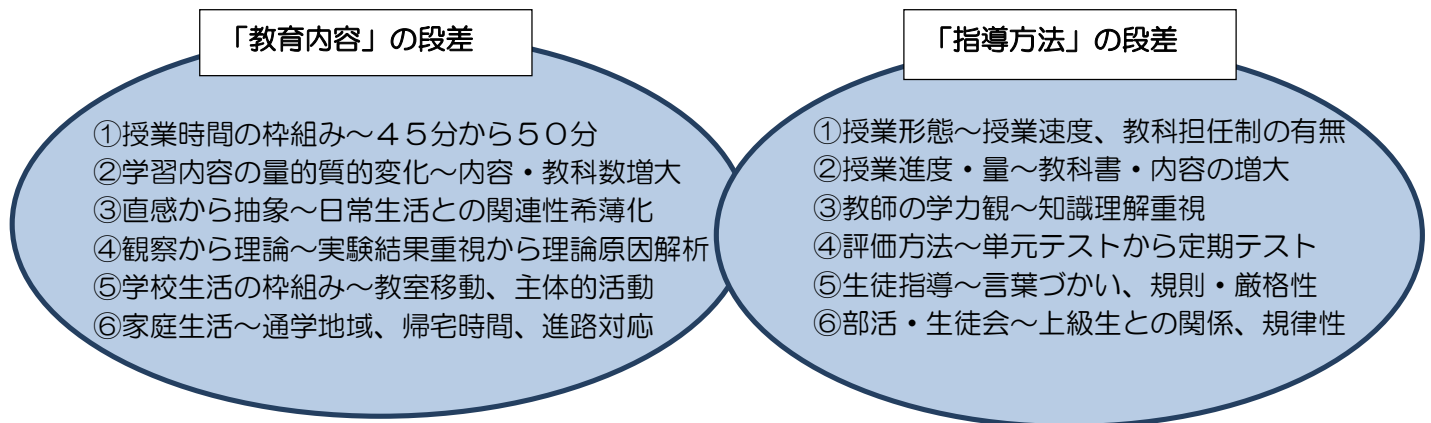 「教育内容」の段差
①授業時間の枠組み～４５分から５０分
②学習内容の量的質的変化～内容・教科数増大
③直感から抽象～日常生活との関連性希薄化
④観察から理論～実験結果重視から理論原因解析
⑤学校生活の枠組み～教室移動、主体的活動
⑥家庭生活～通学地域、帰宅時間、進路対応
「指導方法」の段差
①授業形態～授業速度、教科担任制の有無
②授業進度・量～教科書・内容の増大
③教師の学力観～知識理解重視
④評価方法～単元テストから定期テスト
⑤生徒指導～言葉づかい、規則・厳格性
⑥部活・生徒会～上級生との関係、規律性